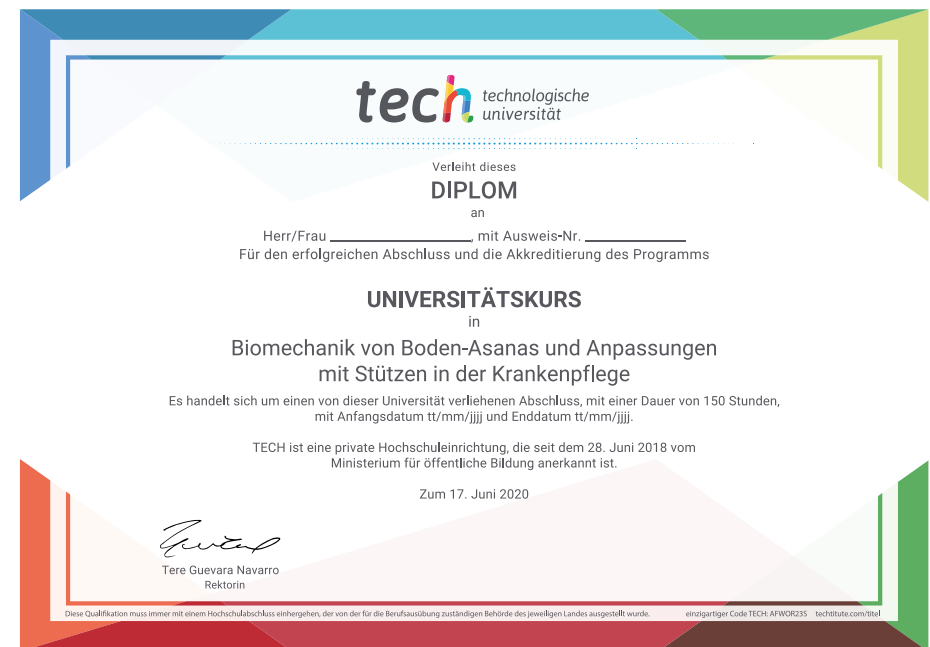 tech technologische
universität
Verleiht dieses
DIPLOM
an
Herr/Frau ____________, mit Ausweis-Nr. ____________
Für den erfolgreichen Abschluss und die Akkreditierung des Programms
UNIVERSITÄTSKURS
in
Biomechanik von Boden-Asanas und Anpassungen
mit Stützen in der Krankenpflege
Es handelt sich um einen von dieser Universität verliehenen Abschluss, mit einer Dauer von 150 Stunden,
mit Anfangsdatum tt/mm/jjjj und Enddatum tt/mm/jjjj.
TECH ist eine private Hochschuleinrichtung, die seit dem 28. Juni 2018 vom
Ministerium für öffentliche Bildung anerkannt ist.
Zum 17. Juni 2020
Tere Guevara Navarro
Rektorin
Diese Qualifikation muss immer mit einem Hochschulabschluss einhergehen, der von der für die Berufsausübung zuständigen Behörde des jeweiligen Landes ausgestellt wurde. einzigartiger Code TECH: AFWOR23S techtitute.com/titel